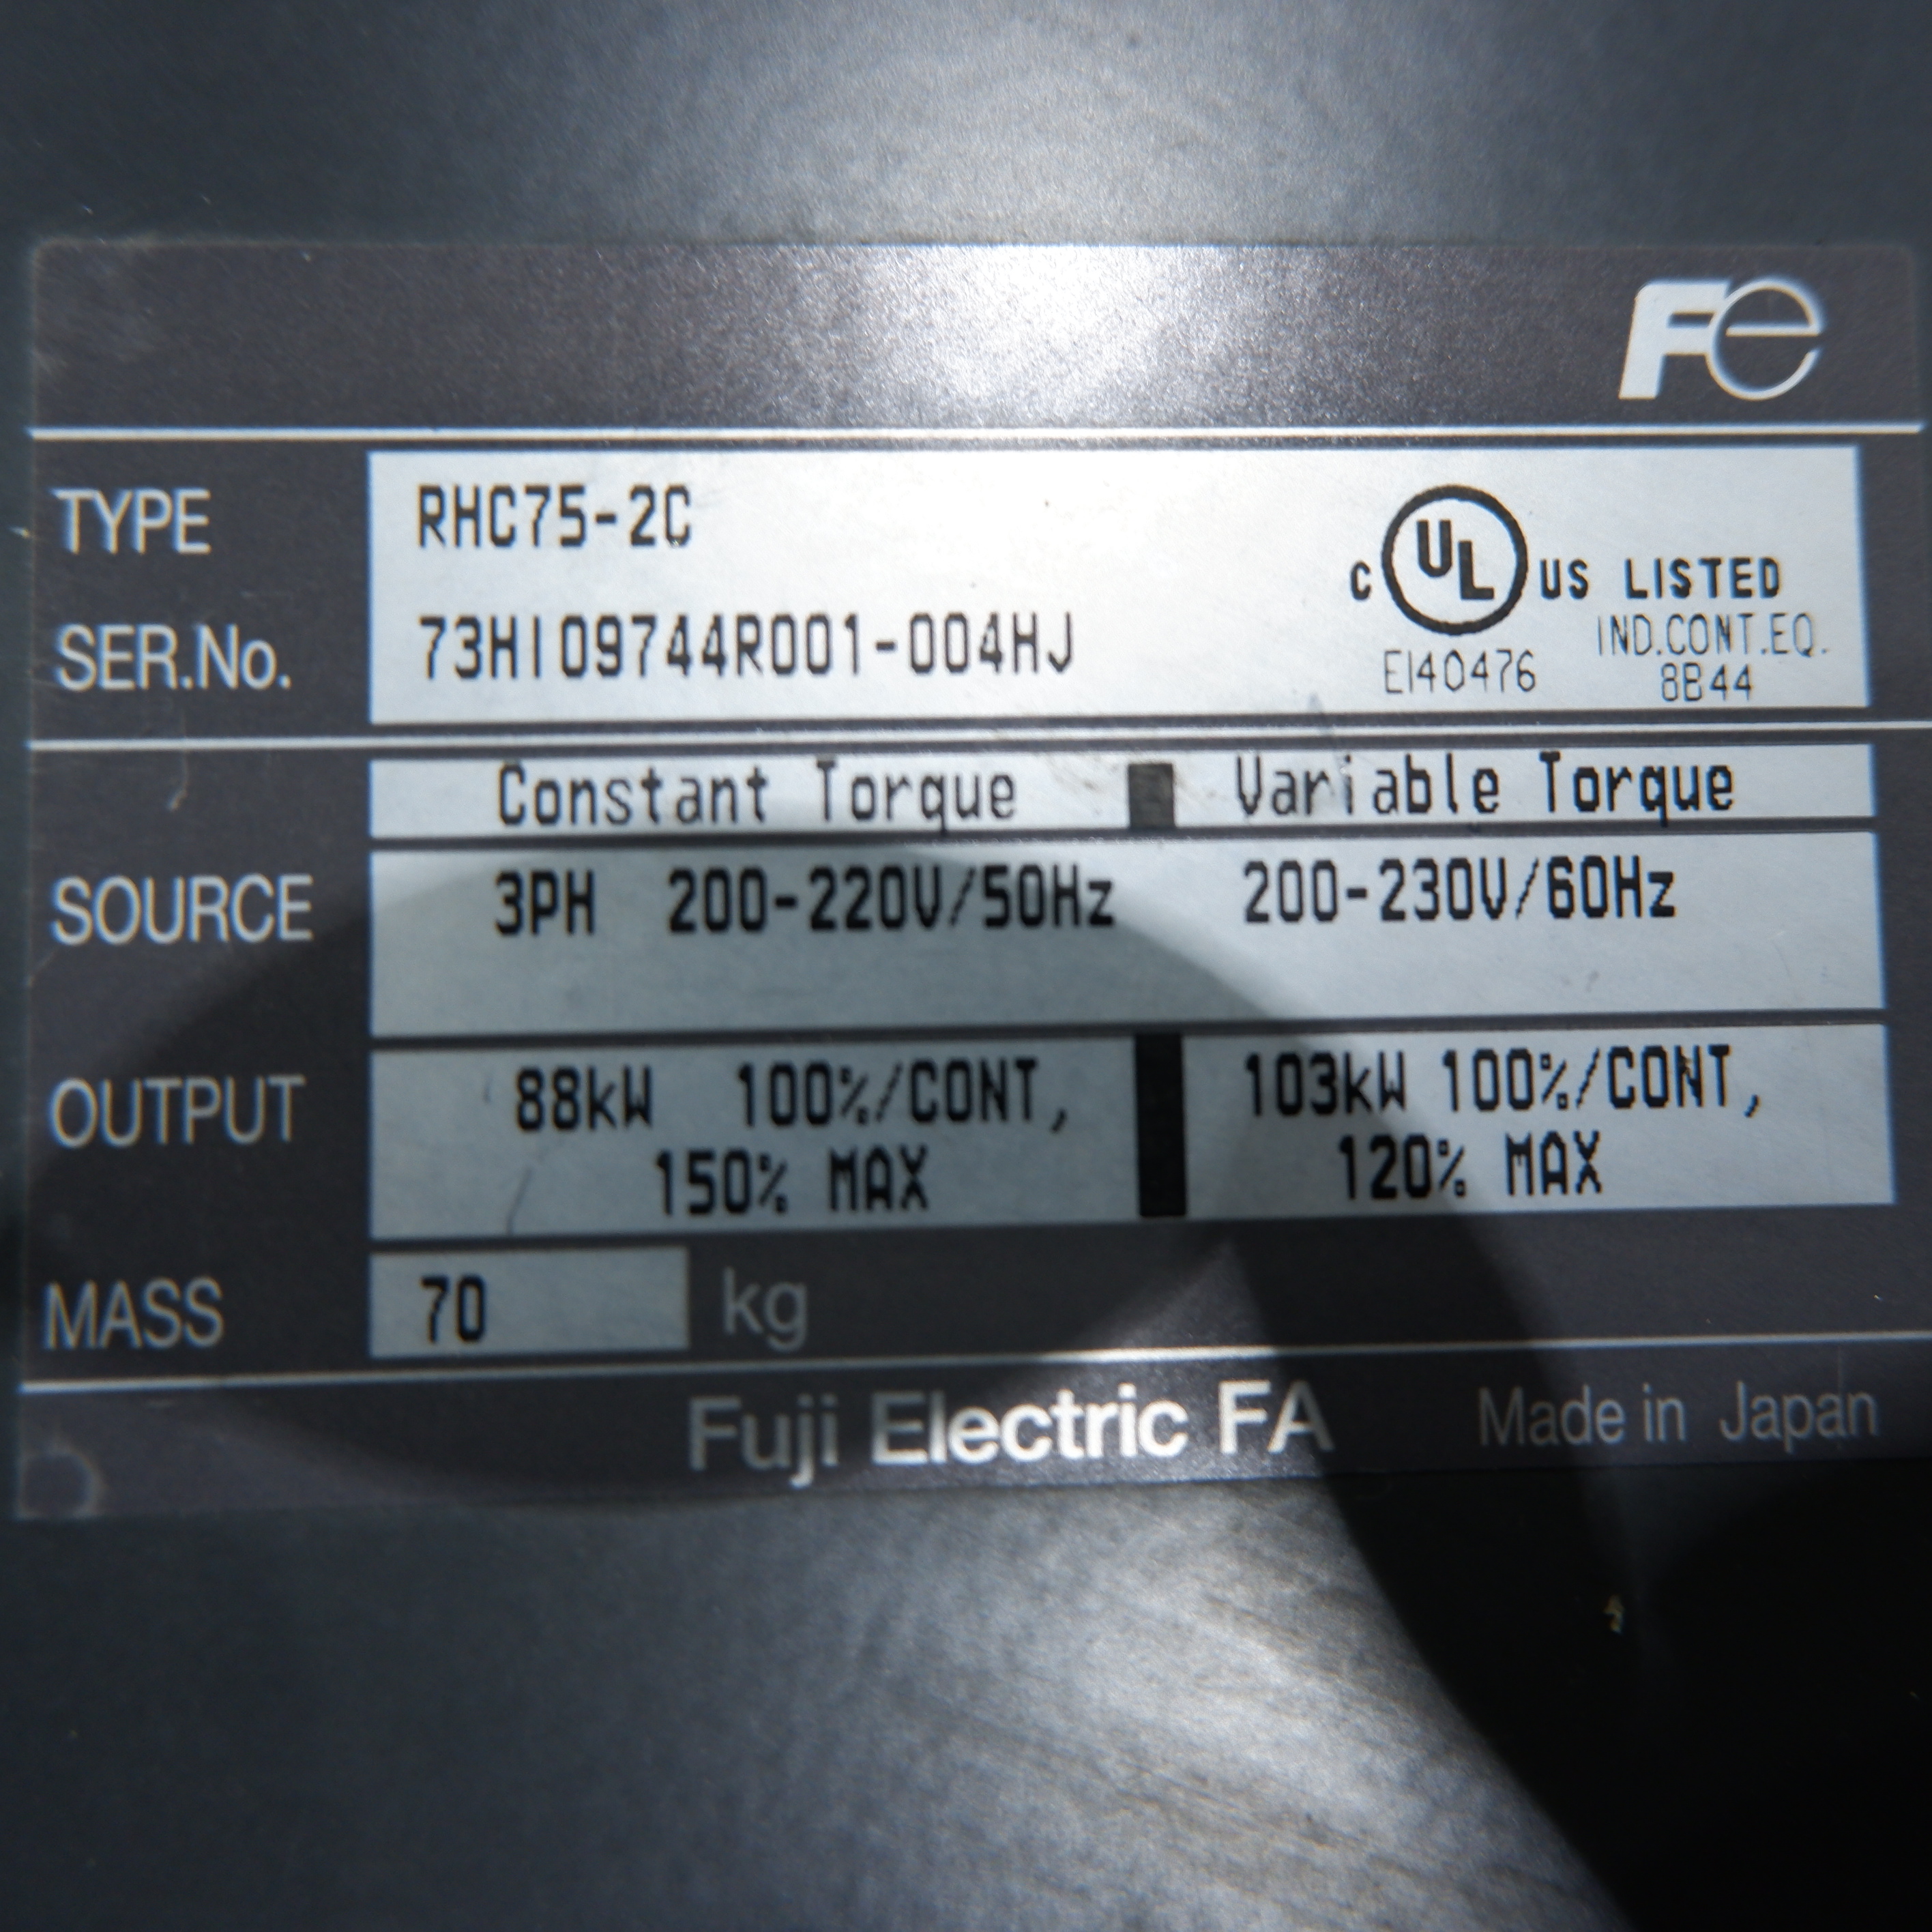 Fe
TYPE RHC75-2C
C UL US LISTED
SER.No. 73HI09744R001-004HJ
IND.CONT.EQ.
E140476 8B44
Constant Torque Variable Torque
SOURCE 3PH 200-220V/50Hz 200-230V/60Hz
OUTPUT 88kW 100%/CONT, 103kW 100%/CONT,
150% MAX 120% MAX
MASS 70 kg
Fuji Electric FA Made in Japan